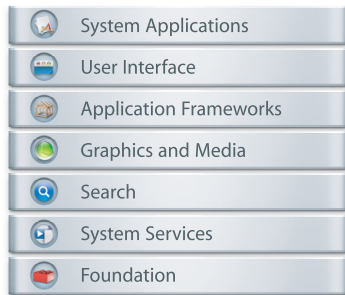 System Applications
User Interface
Application Frameworks
Graphics and Media
Search
System Services
Foundation